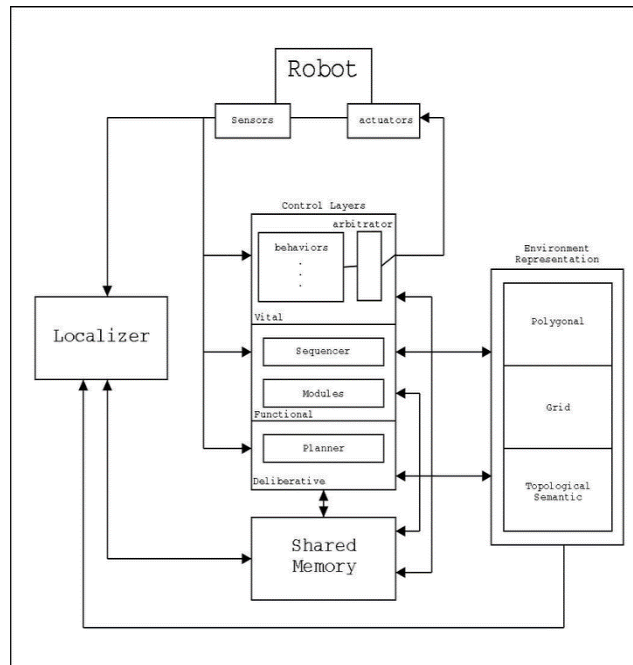 Robot
Sensors
actuators
Control Layers
arbitrator
behaviors
.
.
.
Vital
Sequencer
Modules
Functional
Planner
Deliberative
Localizer
Shared
Memory
Environment
Representation
Polygonal
Grid
Topological
Semantic